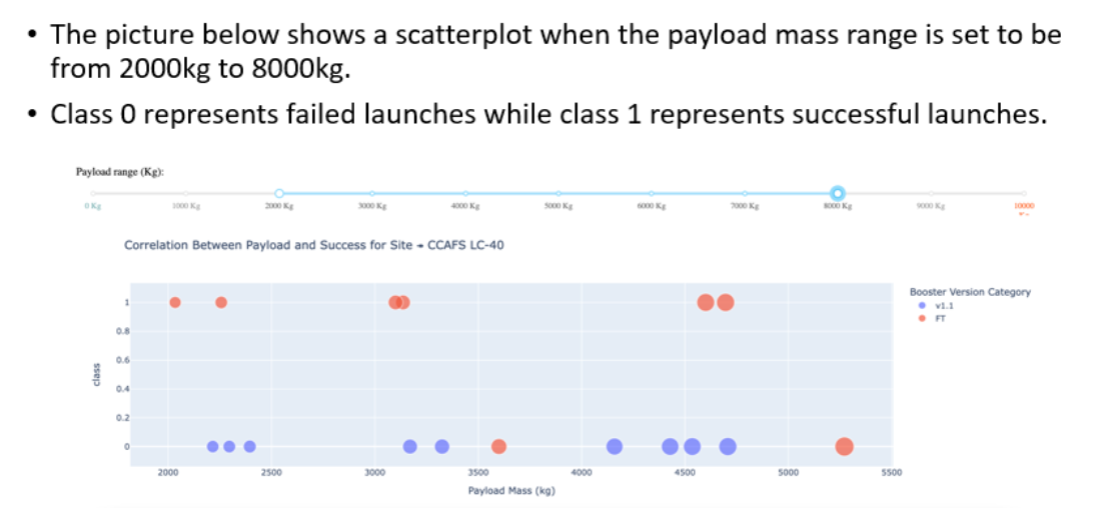 • The picture below shows a scatterplot when the payload mass range is set to be
from 2000kg to 8000kg.
• Class 0 represents failed launches while class 1 represents successful launches.
Payload range (Kg):
0 Kg 1000 Kg 2000 Kg 3000 Kg 4000 Kg 5000 Kg 6000 Kg 7000 Kg 8000 Kg 9000 Kg 10000
Correlation Between Payload and Success for Site → CCAFS LC-40
Booster Version Category
v1.1
FT
1
0.8
0.6
0.4
0.2
0
class
2000 2500 3000 3500 4000 4500 5000 5500
Payload Mass (kg)